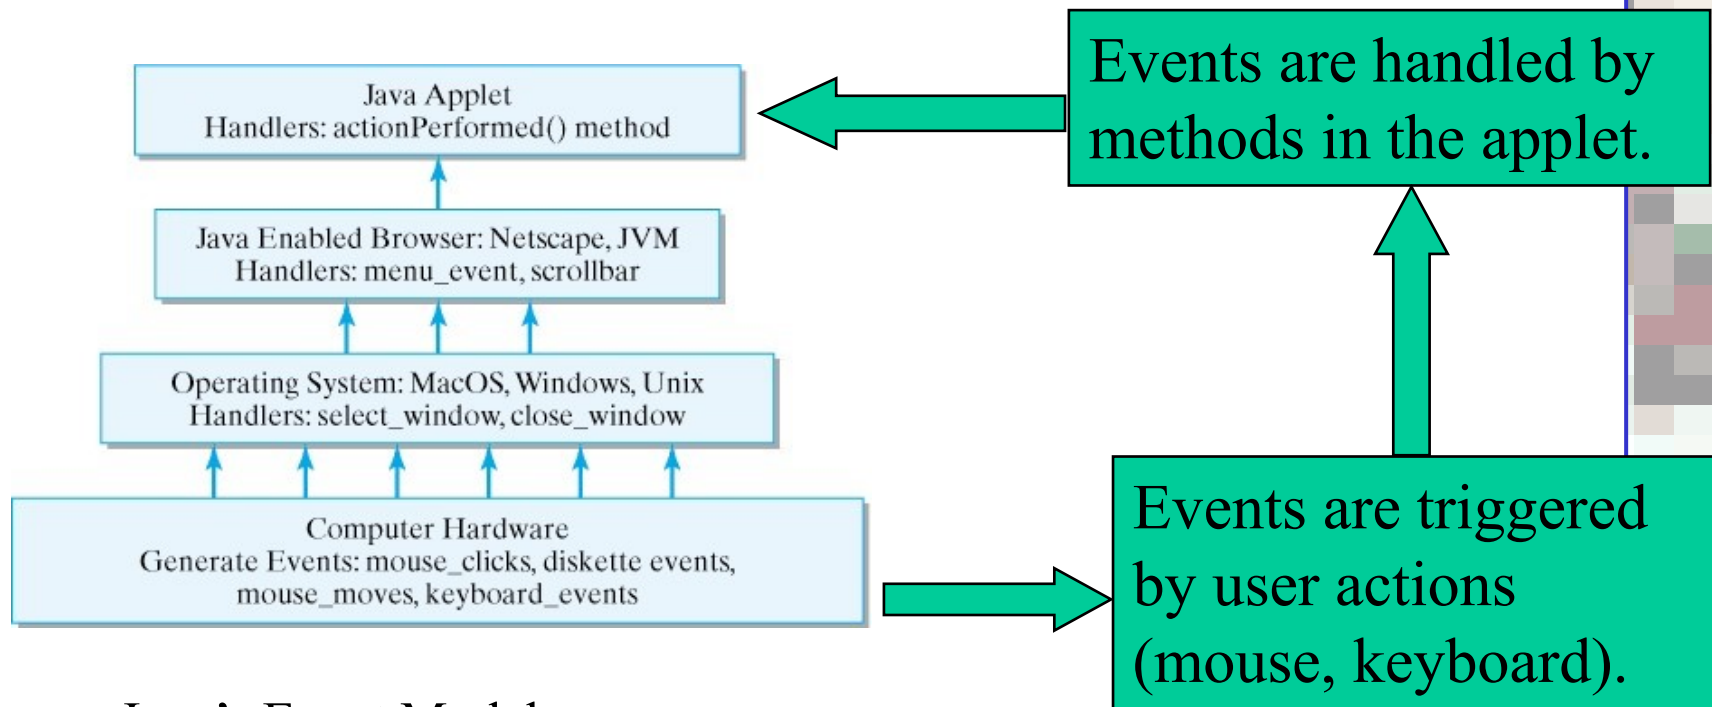 Java Applet
Handlers: actionPerformed() method
Java Enabled Browser: Netscape, JVM
Handlers: menu_event, scrollbar
Operating System: MacOS, Windows, Unix
Handlers: select_window, close_window
Computer Hardware
Generate Events: mouse_clicks, diskette events,
mouse_moves, keyboard_events
Events are handled by
methods in the applet.
Events are triggered
by user actions
(mouse, keyboard).